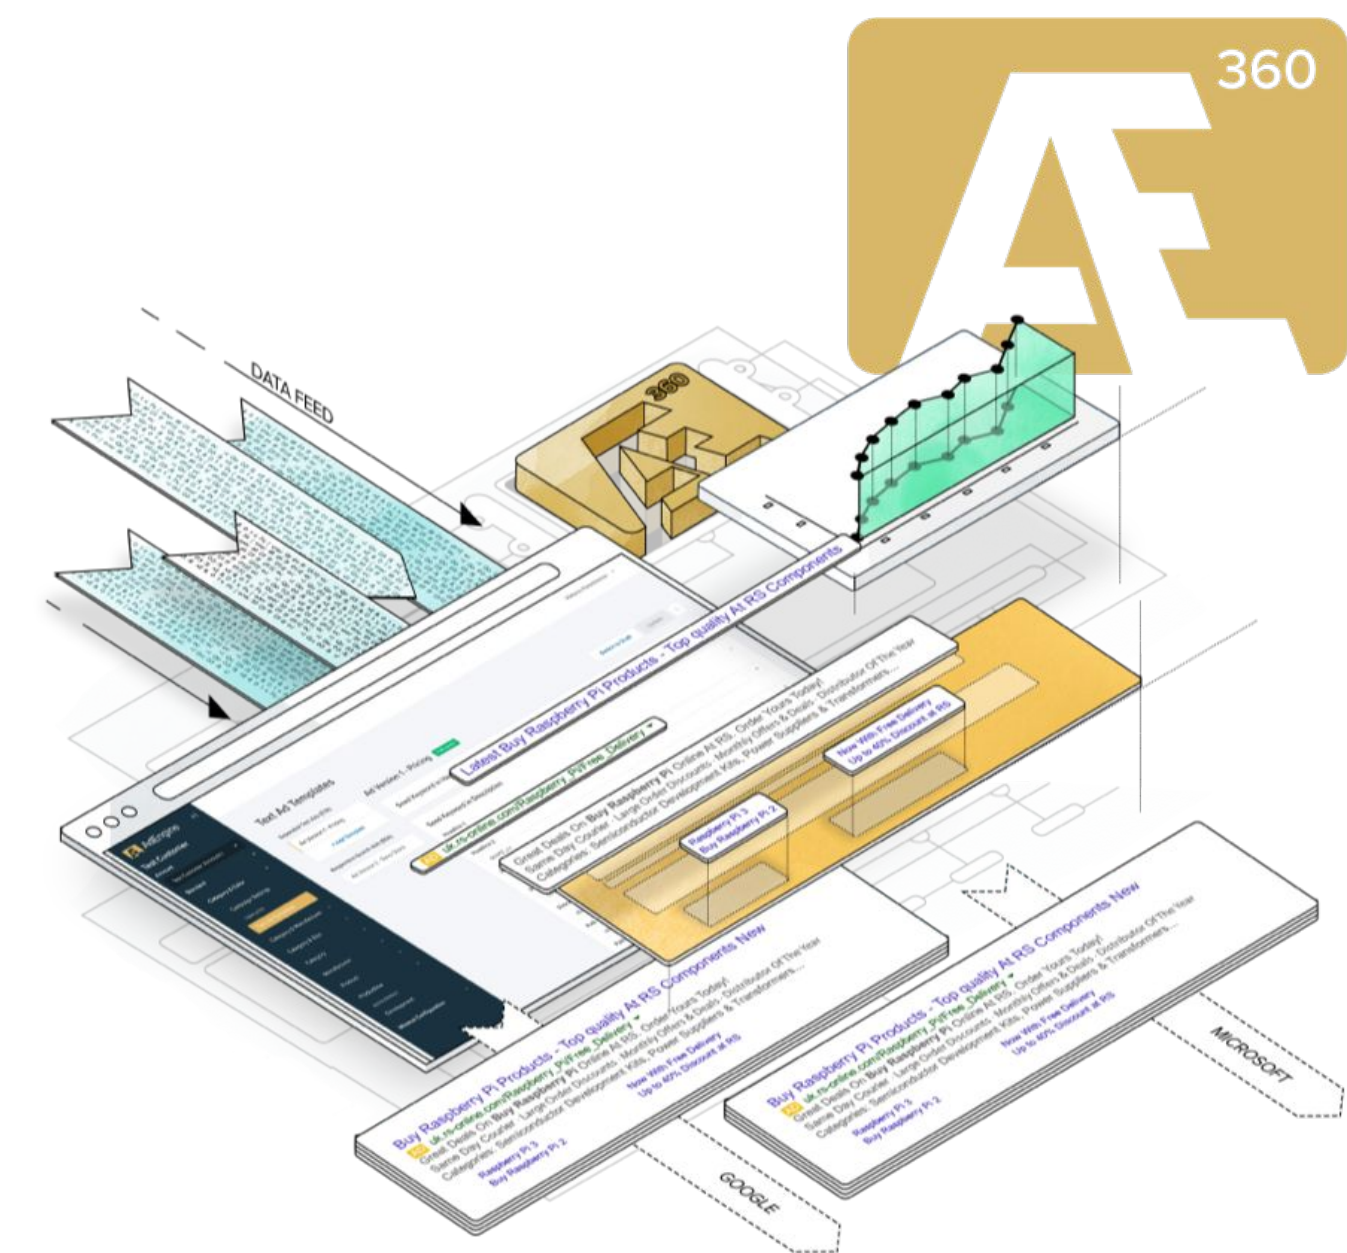 360
DATA FEED
360
Latest Buy Raspberry Pi Products - Top quality At RS Components
uk.rs-online.com/Raspberry_Pi/Free_Delivery
Great Deals On Buy Raspberry Pi Online At RS, Order Yours Today!
Same Day Courier · Large Order Discounts · Monthly Offers & Deals · Distributor Of The Year
Categories: Semiconductor Development Kits, Power Suppliers & Transformers...
Now With Free Delivery
Up to 40% Discount at RS
Raspberry Pi 3
Buy Raspberry Pi 2
Text Ad Templates
Ad Version 1 - Pricing
AdEngine
Test Customer
Buy Raspberry Pi Products - Top quality At RS Components New
uk.rs-online.com/Raspberry_Pi/Free_Delivery
Great Deals On Buy Raspberry Pi Online At RS, Order Yours Today!
Same Day Courier · Large Order Discounts · Monthly Offers & Deals · Distributor Of The Year
Categories: Semiconductor Development Kits, Power Suppliers & Transformers...
Now With Free Delivery
Up to 40% Discount at RS
Raspberry Pi 3
Buy Raspberry Pi 2
GOOGLE
Buy Raspberry Pi Products - Top quality At RS Components New
uk.rs-online.com/Raspberry_Pi/Free_Delivery
Great Deals On Buy Raspberry Pi Online At RS, Order Yours Today!
Same Day Courier · Large Order Discounts · Monthly Offers & Deals · Distributor Of The Year
Categories: Semiconductor Development Kits, Power Suppliers & Transformers...
Now With Free Delivery
Up to 40% Discount at RS
Raspberry Pi 3
Buy Raspberry Pi 2
MICROSOFT